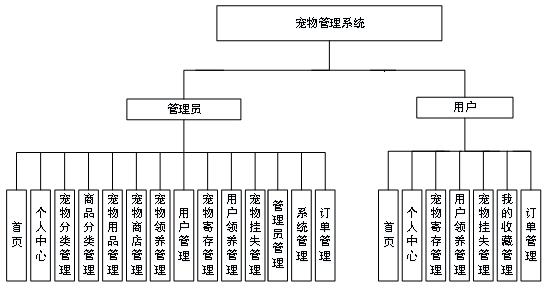 宠物管理系统
管理员
用户
首页
个人中心
宠物分类管理
商品分类管理
宠物用品管理
宠物商店管理
宠物领养管理
用户管理
宠物寄存管理
用户领养管理
宠物挂失管理
管理员管理
系统管理
订单管理
首页
个人中心
宠物寄存管理
用户领养管理
宠物挂失管理
我的收藏管理
订单管理